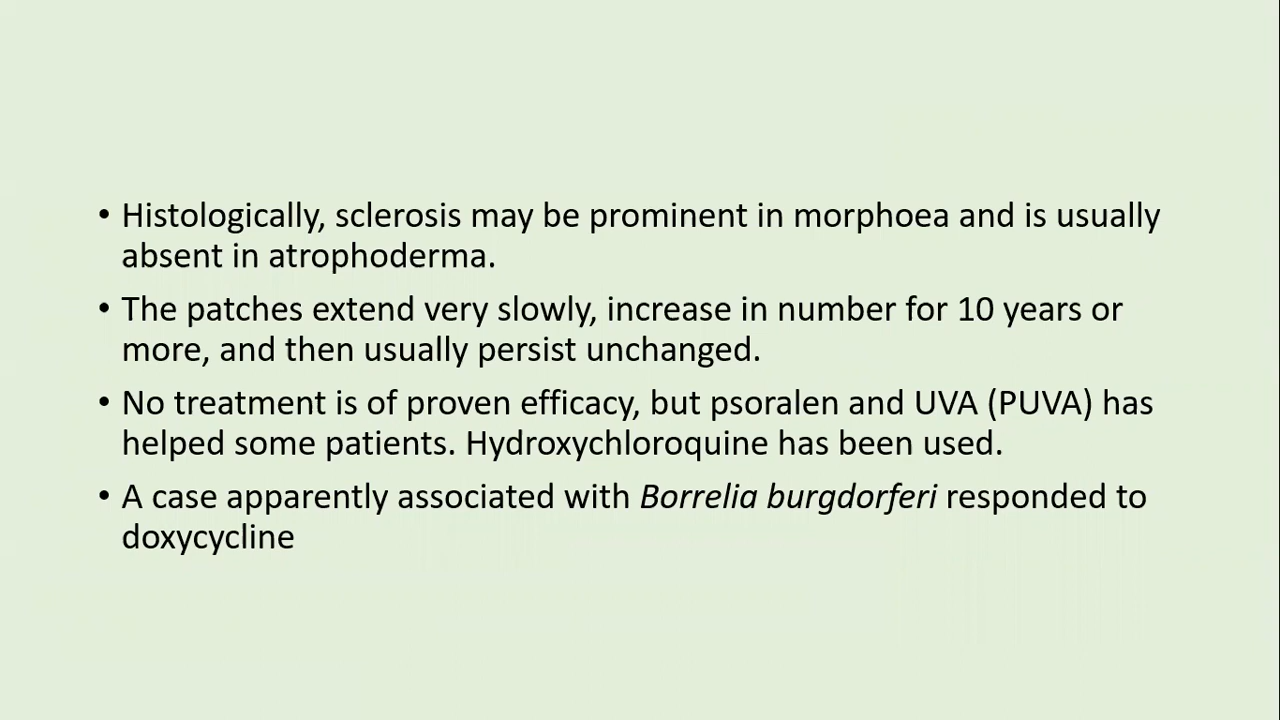 • Histologically, sclerosis may be prominent in morphoea and is usually
absent in atrophoderma.
• The patches extend very slowly, increase in number for 10 years or
more, and then usually persist unchanged.
• No treatment is of proven efficacy, but psoralen and UVA (PUVA) has
helped some patients. Hydroxychloroquine has been used.
• A case apparently associated with Borrelia burgdorferi responded to
doxycycline